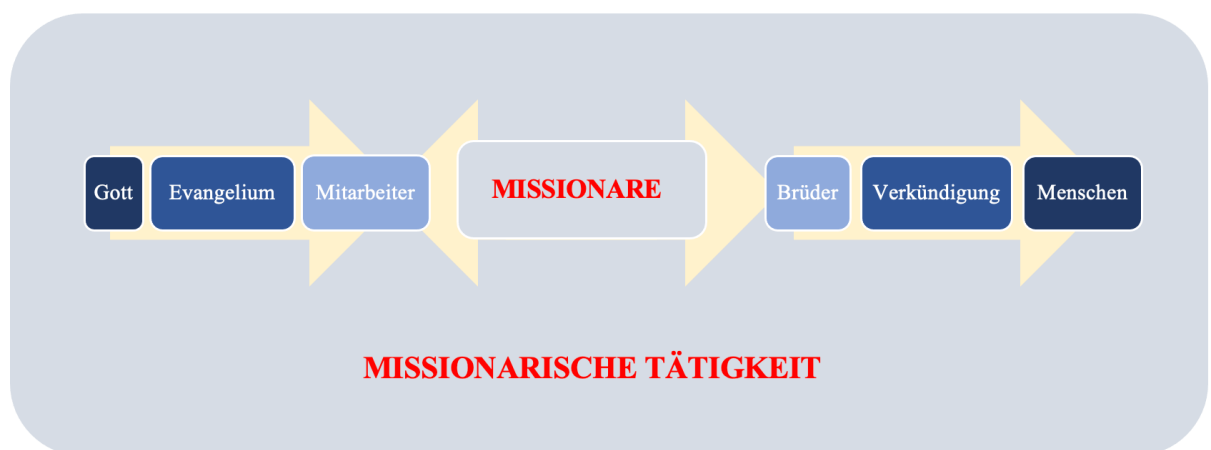 Gott Evangelium Mitarbeiter MISSIONARE Brüder Verkündigung Menschen
MISSIONARISCHE TÄTIGKEIT